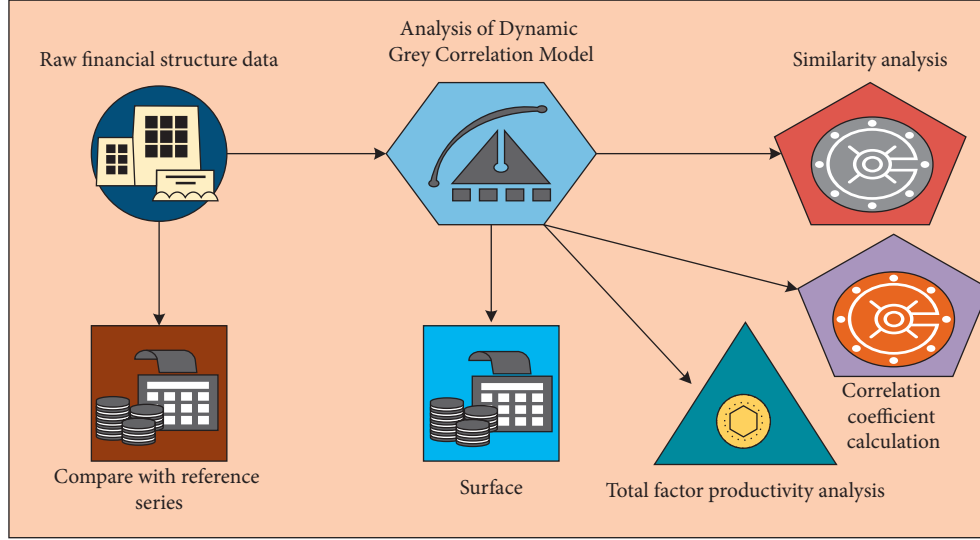 Raw financial structure data
Analysis of Dynamic
Grey Correlation Model
Similarity analysis
Compare with reference
series
Surface
Total factor productivity analysis
Correlation
coefficient
calculation